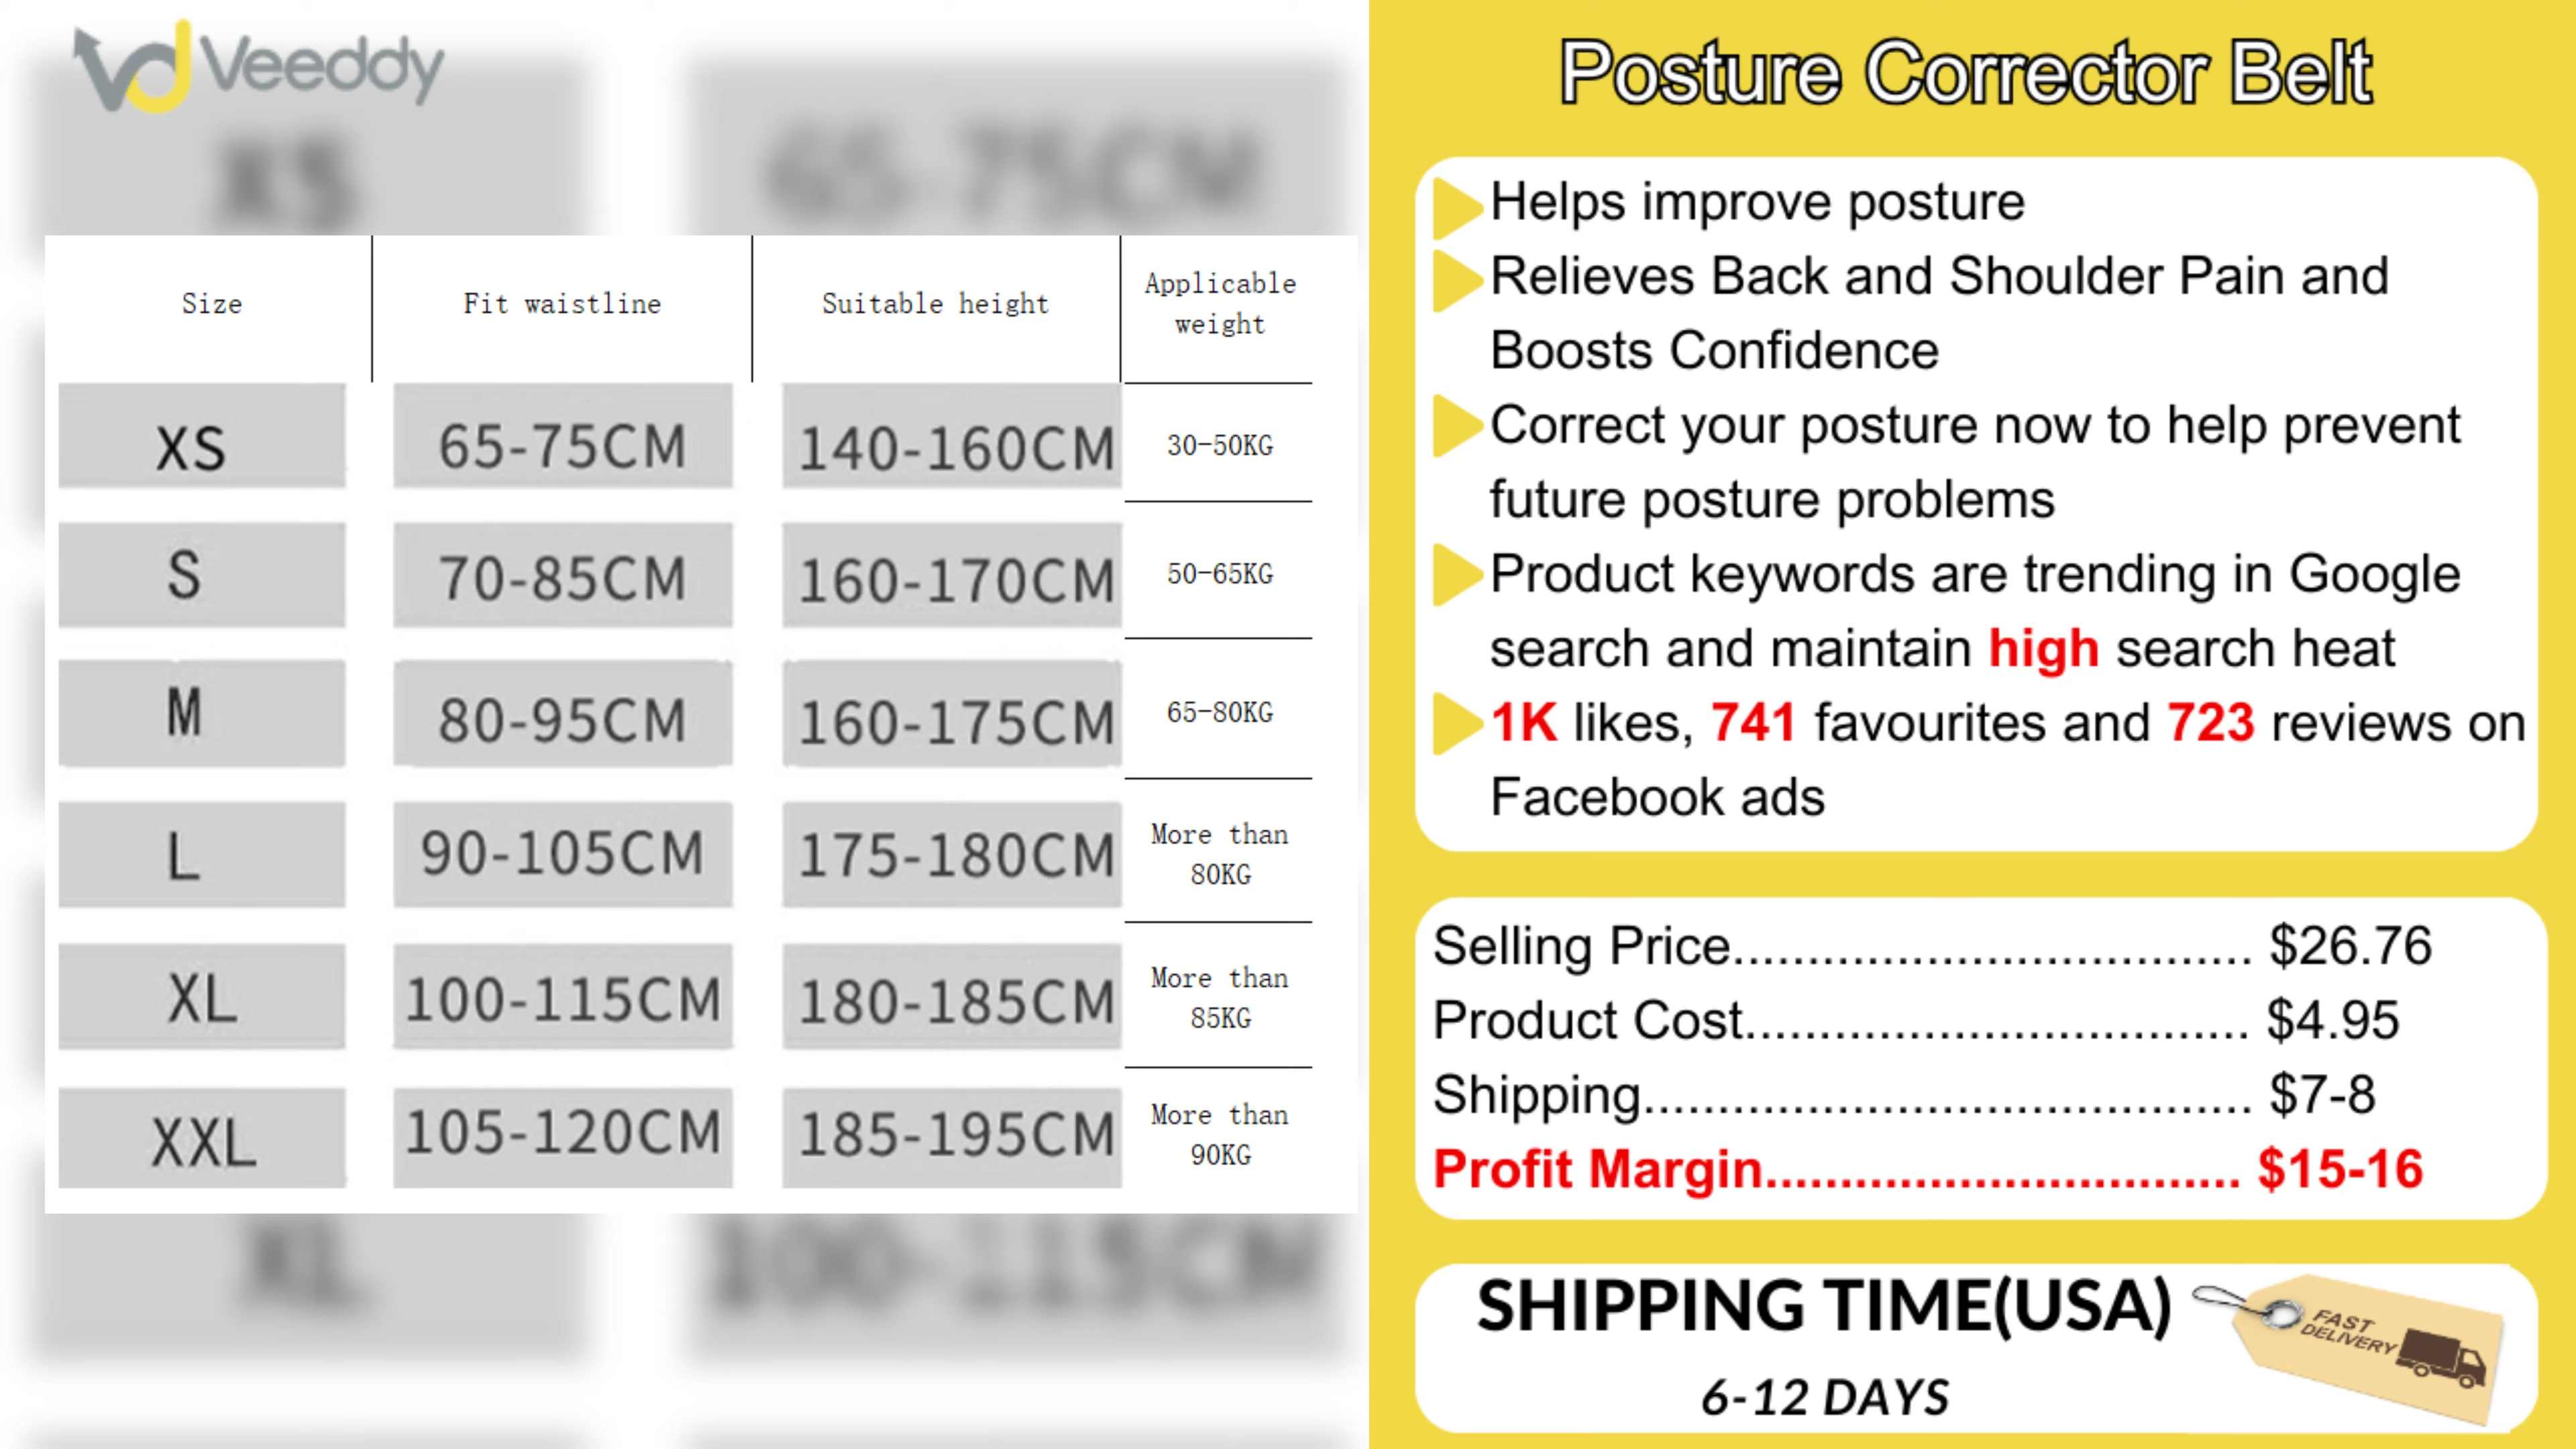 Veeddy
XS 65-75CM
Size Fit waistline Suitable height Applicable
weight
XS 65-75CM 140-160CM 30-50KG
S 70-85CM 160-170CM 50-65KG
M 80-95CM 160-175CM 65-80KG
L 90-105CM 175-180CM More than
80KG
XL 100-115CM 180-185CM More than
85KG
XXL 105-120CM 185-195CM More than
90KG
XL 100-115CM
Posture Corrector Belt
Helps improve posture
Relieves Back and Shoulder Pain and
Boosts Confidence
Correct your posture now to help prevent
future posture problems
Product keywords are trending in Google
search and maintain high search heat
1K likes, 741 favourites and 723 reviews on
Facebook ads
Selling Price................................... $26.76
Product Cost.................................. $4.95
Shipping......................................... $7-8
Profit Margin................................ $15-16
SHIPPING TIME(USA)
6-12 DAYS
FAST
DELIVERY